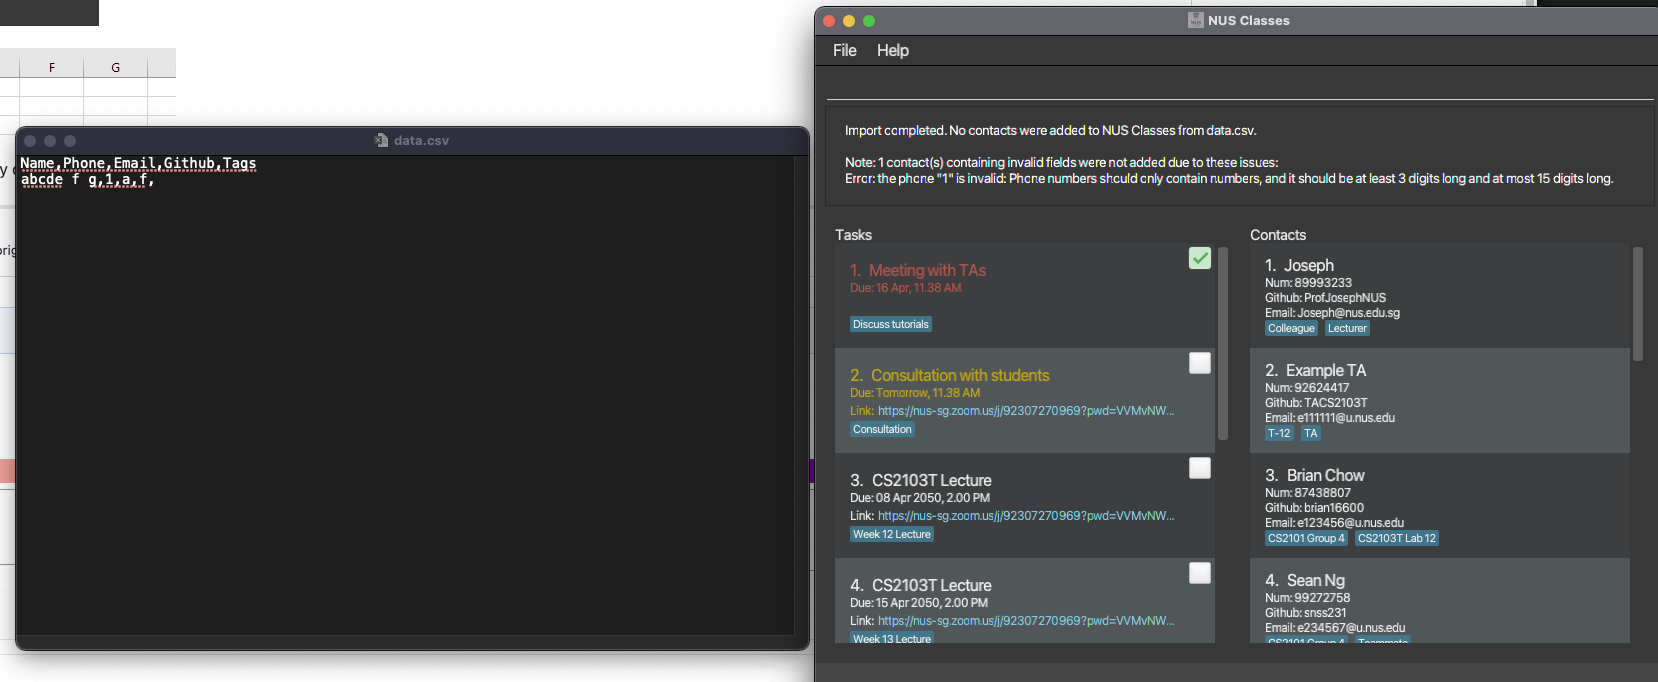 F G
y
orig
data.csv
Name,Phone,Email,Github,Tags
abcde f g,1,a,f,
NUS Classes
File Help
Import completed. No contacts were added to NUS Classes from data.csv.
Note: 1 contact(s) containing invalid fields were not added due to these issues:
Error: the phone "1" is invalid: Phone numbers should only contain numbers, and it should be at least 3 digits long and at most 15 digits long.
Tasks
1. Meeting with TAs
Due: 16 Apr, 11.38 AM
Discuss tutorials
2. Consultation with students
Due: Tomorrow, 11.38 AM
Link: https://nus-sg.zoom.us/j/92307270969?pwd=VVMvNW...
Consultation
3. CS2103T Lecture
Due: 08 Apr 2050, 2.00 PM
Link: https://nus-sg.zoom.us/j/92307270969?pwd=VVMvNW...
Week 12 Lecture
4. CS2103T Lecture
Due: 15 Apr 2050, 2.00 PM
Link: https://nus-sg.zoom.us/j/92307270969?pwd=VVMvNW...
Week 13 Lecture
Contacts
1. Joseph
Num: 89993233
Github: ProfJosephNUS
Email: Joseph@nus.edu.sg
Colleague Lecturer
2. Example TA
Num: 92624417
Github: TACS2103T
Email: e111111@u.nus.edu
T-12 TA
3. Brian Chow
Num: 87438807
Github: brian16600
Email: e123456@u.nus.edu
CS2101 Group 4 CS2103T Lab 12
4. Sean Ng
Num: 99272758
Github: snss231
Email: e234567@u.nus.edu
CS2101 Group 4 Teammate